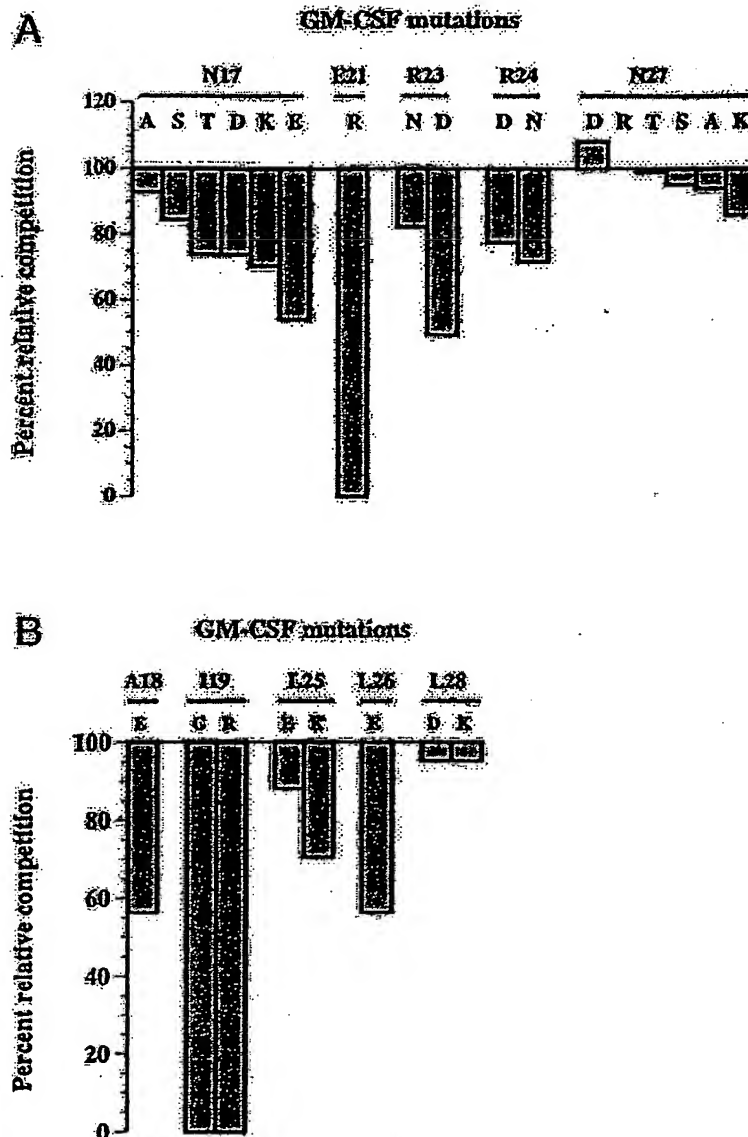 A
GM-CSF mutations
N17 E21 R23 R24 N27
A S T D K E R N D D N D R T S A K
Percent relative competition
120
100
80
60
40
20
0
B
GM-CSF mutations
A18 I19 L25 L26 L28
E G R K E D K
Percent relative competition
100
80
60
40
20
0